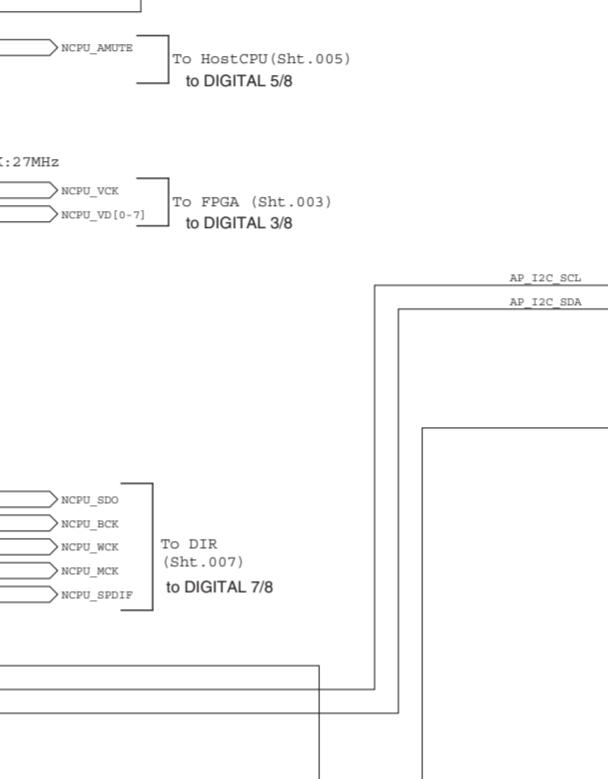 NCPU_AMUTE
To HostCPU(Sht.005)
to DIGITAL 5/8
K:27MHz
NCPU_VCK
NCPU_VD[0-7]
To FPGA (Sht.003)
to DIGITAL 3/8
AP_I2C_SCL
AP_I2C_SDA
NCPU_SDO
NCPU_BCK
NCPU_WCK
NCPU_MCK
NCPU_SPDIF
To DIR
(Sht.007)
to DIGITAL 7/8